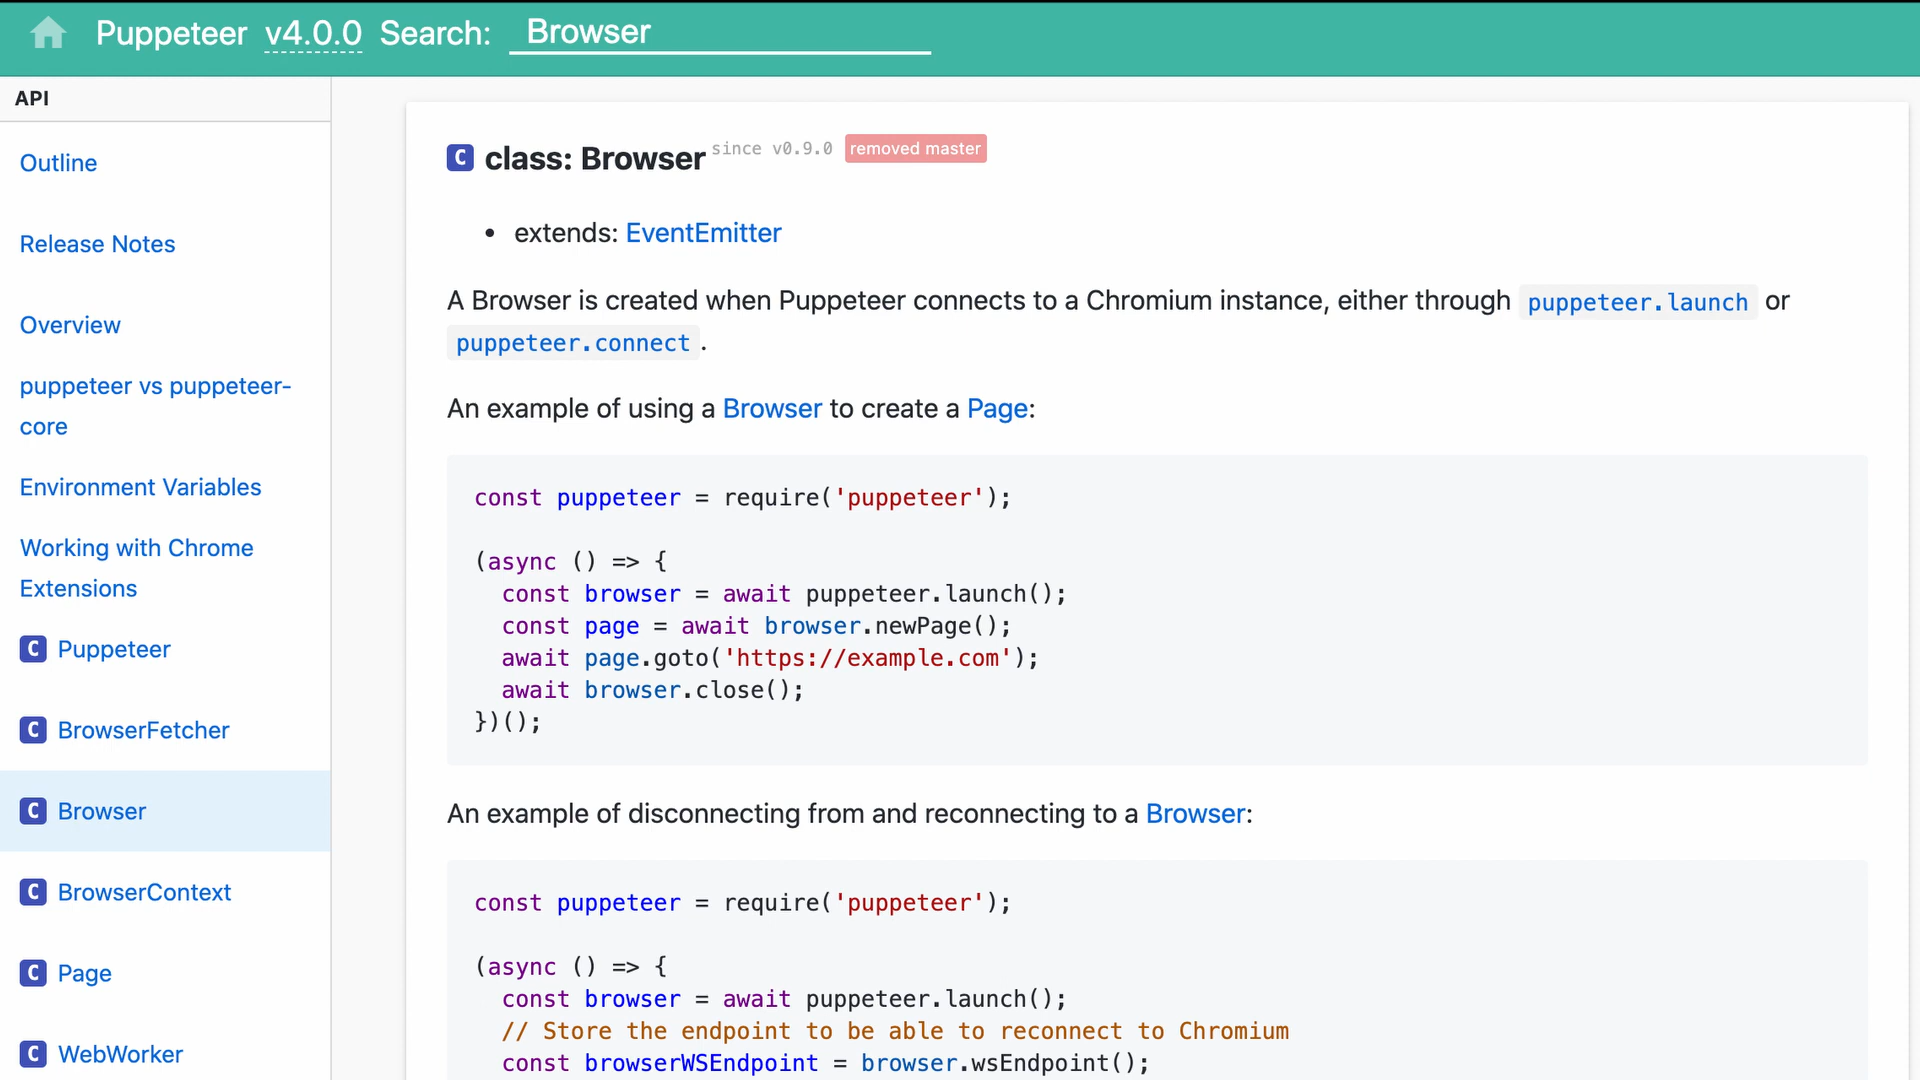 Puppeteer v4.0.0 Search: Browser
API
Outline
Release Notes
Overview
puppeteer vs puppeteer-
core
Environment Variables
Working with Chrome
Extensions
C Puppeteer
C BrowserFetcher
C Browser
C BrowserContext
C Page
C WebWorker
C class: Browser since v0.9.0 removed master
• extends: EventEmitter
A Browser is created when Puppeteer connects to a Chromium instance, either through puppeteer.launch or
puppeteer.connect .
An example of using a Browser to create a Page:
const puppeteer = require('puppeteer');
(async () => {
  const browser = await puppeteer.launch();
  const page = await browser.newPage();
  await page.goto('https://example.com');
  await browser.close();
})();
An example of disconnecting from and reconnecting to a Browser:
const puppeteer = require('puppeteer');
(async () => {
  const browser = await puppeteer.launch();
  // Store the endpoint to be able to reconnect to Chromium
  const browserWSEndpoint = browser.wsEndpoint();